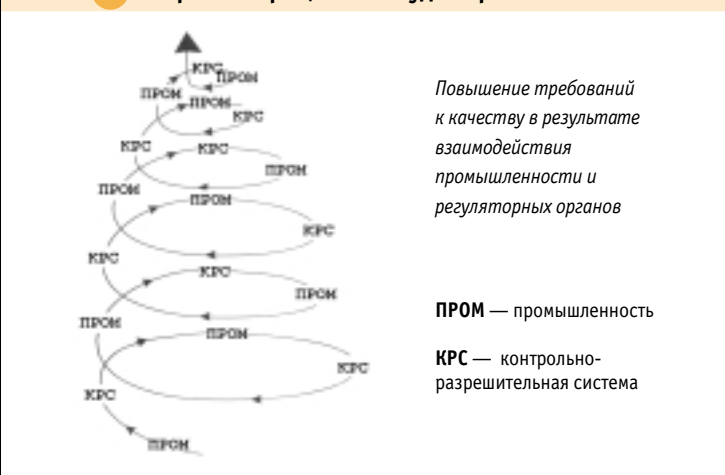 КРС
ПРОМ
ПРОМ
ПРОМ
КРС
КРС
КРС
ПРОМ
ПРОМ
ПРОМ
КРС
КРС
КРС
ПРОМ
ПРОМ
ПРОМ
КРС
КРС
ПРОМ
Повышение требований
к качеству в результате
взаимодействия
промышленности и
регуляторных органов
ПРОМ — промышленность
КРС — контрольно-
разрешительная система